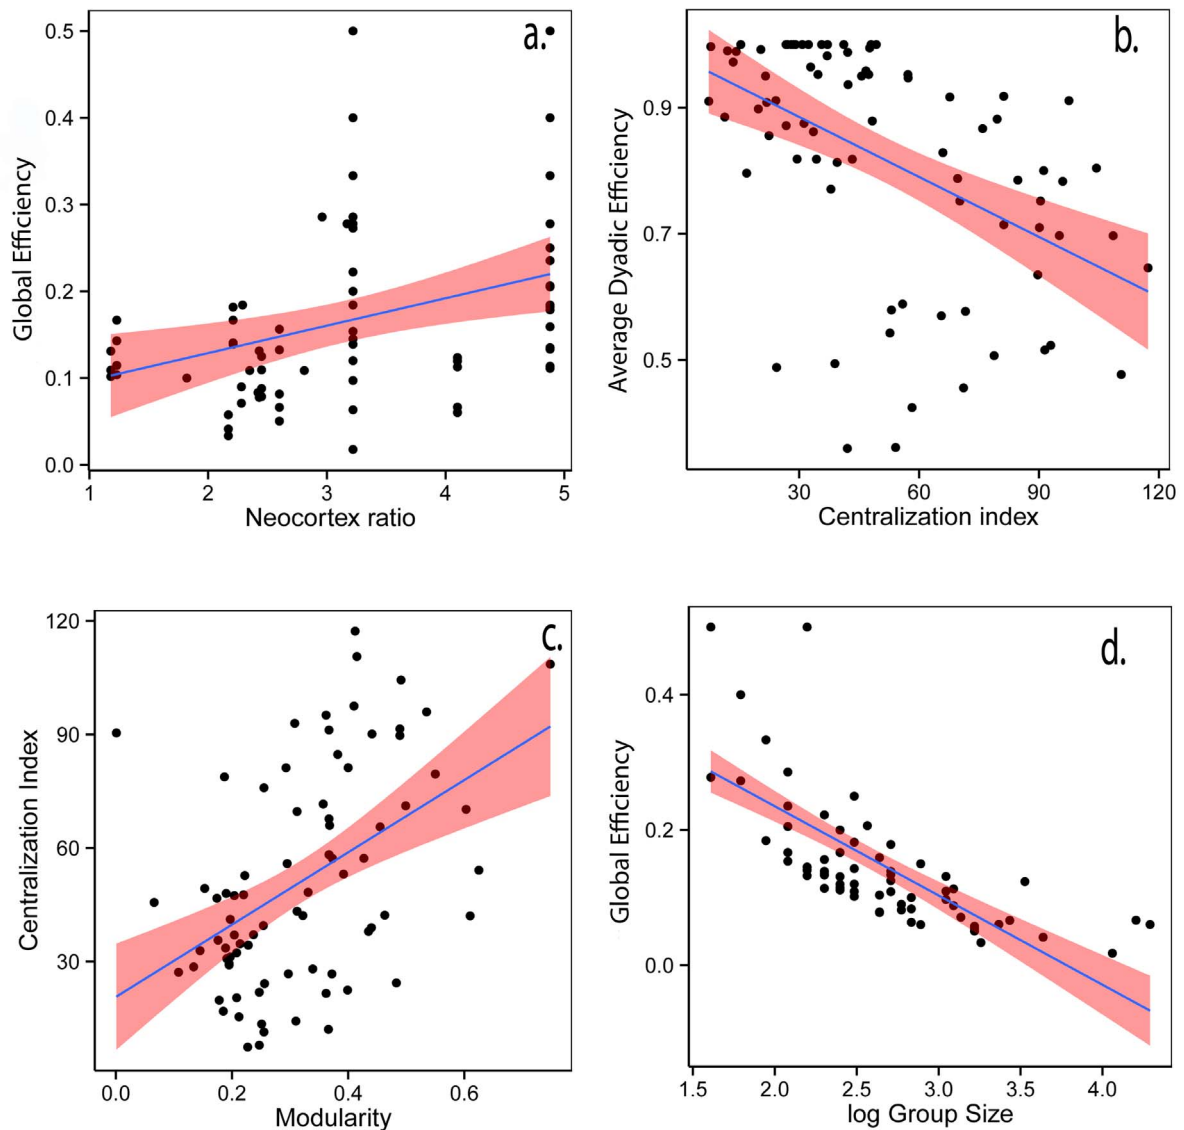 a.
0.5
0.4
0.3
0.2
0.1
0.0
Global Efficiency
1 2 3 4 5
Neocortex ratio
b.
0.9
0.7
0.5
Average Dyadic Efficiency
30 60 90 120
Centralization index
c.
120
90
60
30
Centralization Index
0.0 0.2 0.4 0.6
Modularity
d.
0.4
0.2
0.0
Global Efficiency
1.5 2.0 2.5 3.0 3.5 4.0
log Group Size